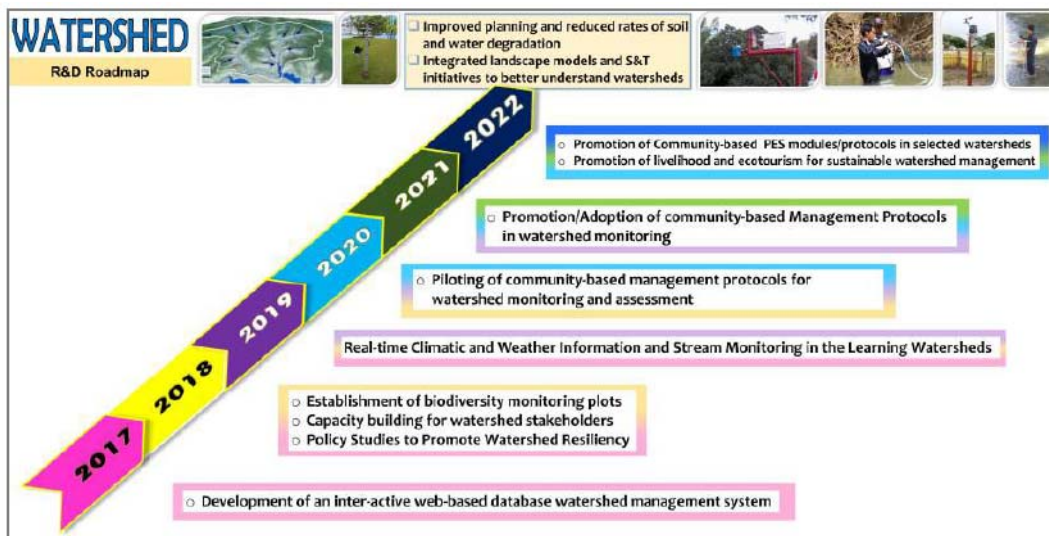 WATERSHED
R&D Roadmap
❑ Improved planning and reduced rates of soil
and water degradation
❑ Integrated landscape models and S&T
initiatives to better understand watersheds
2022
○ Promotion of Community-based PES modules/protocols in selected watersheds
○ Promotion of livelihood and ecotourism for sustainable watershed management
2021
○ Promotion/Adoption of community-based Management Protocols
in watershed monitoring
2020
○ Piloting of community-based management protocols for
watershed monitoring and assessment
2019
Real-time Climatic and Weather Information and Stream Monitoring in the Learning Watersheds
2018
○ Establishment of biodiversity monitoring plots
○ Capacity building for watershed stakeholders
○ Policy Studies to Promote Watershed Resiliency
2017
○ Development of an inter-active web-based database watershed management system